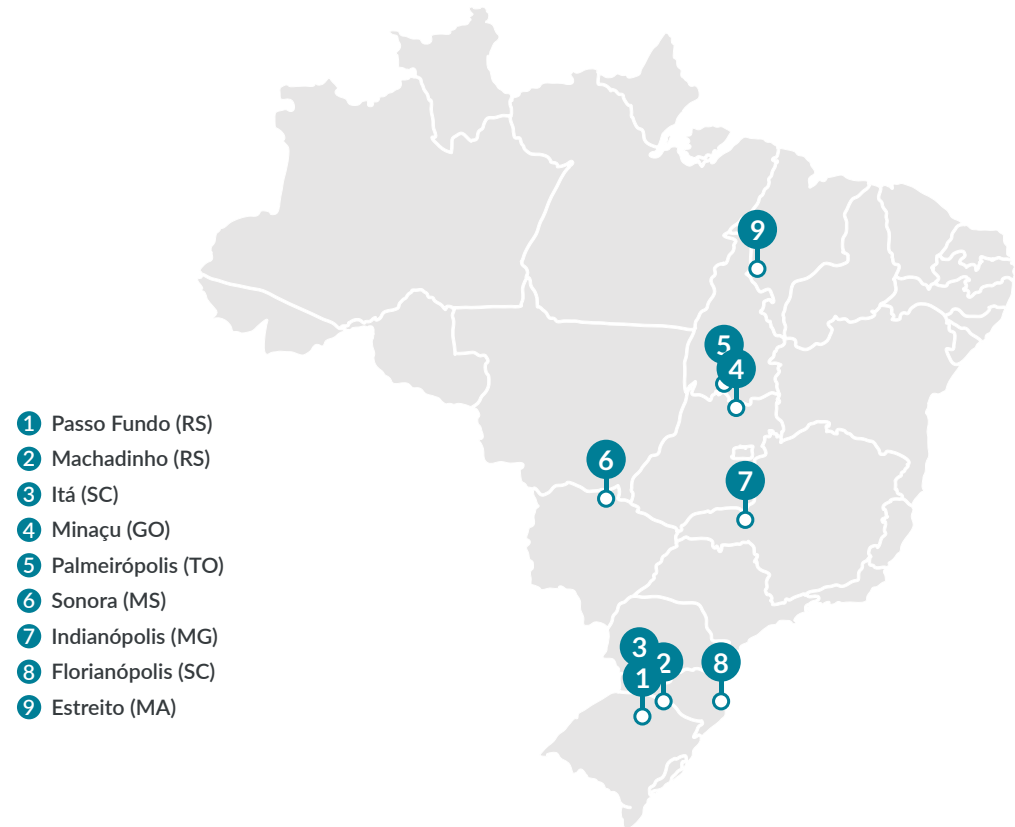 9
5
4
6
7
3
2
8
1
1 Passo Fundo (RS)
2 Machadinho (RS)
3 Itá (SC)
4 Minaçu (GO)
5 Palmeirópolis (TO)
6 Sonora (MS)
7 Indianópolis (MG)
8 Florianópolis (SC)
9 Estreito (MA)